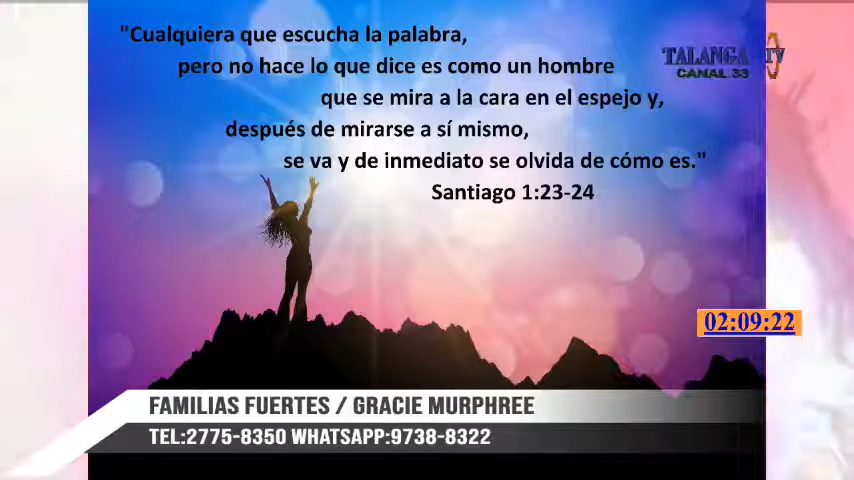 "Cualquiera que escucha la palabra,
pero no hace lo que dice es como un hombre
que se mira a la cara en el espejo y,
después de mirarse a sí mismo,
se va y de inmediato se olvida de cómo es."
Santiago 1:23-24
TALANGA TV
CANAL 33
02:09:22
FAMILIAS FUERTES / GRACIE MURPHREE
TEL:2775-8350 WHATSAPP:9738-8322